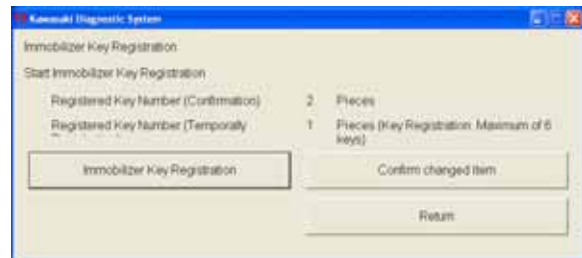 Kawasaki Diagnostic System
Immobilizer Key Registration
Start Immobilizer Key Registration
Registered Key Number (Confirmation) 2 Pieces
Registered Key Number (Temporally 1 Pieces (Key Registration: Maximum of 6
keys)
Immobilizer Key Registration
Confirm changed item
Return